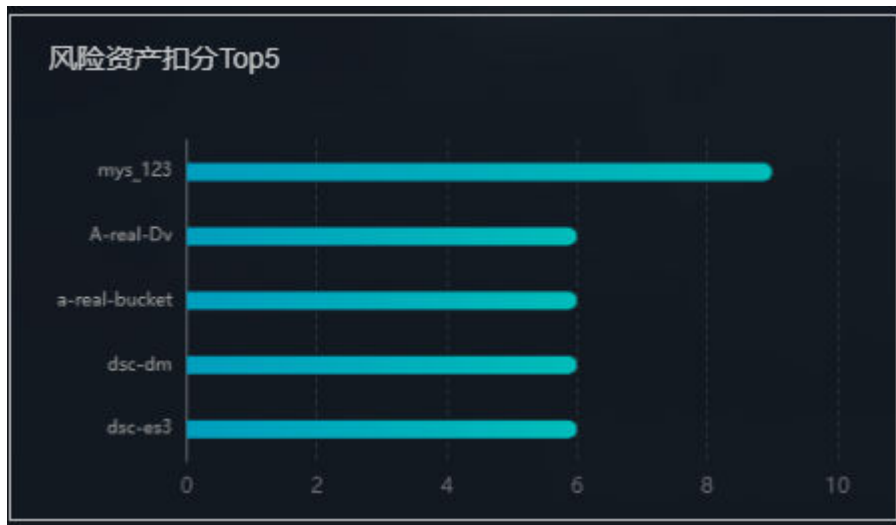 风险资产扣分Top5
mys_123
A-real-Dv
a-real-bucket
dsc-dm
dsc-es3
0 2 4 6 8 10